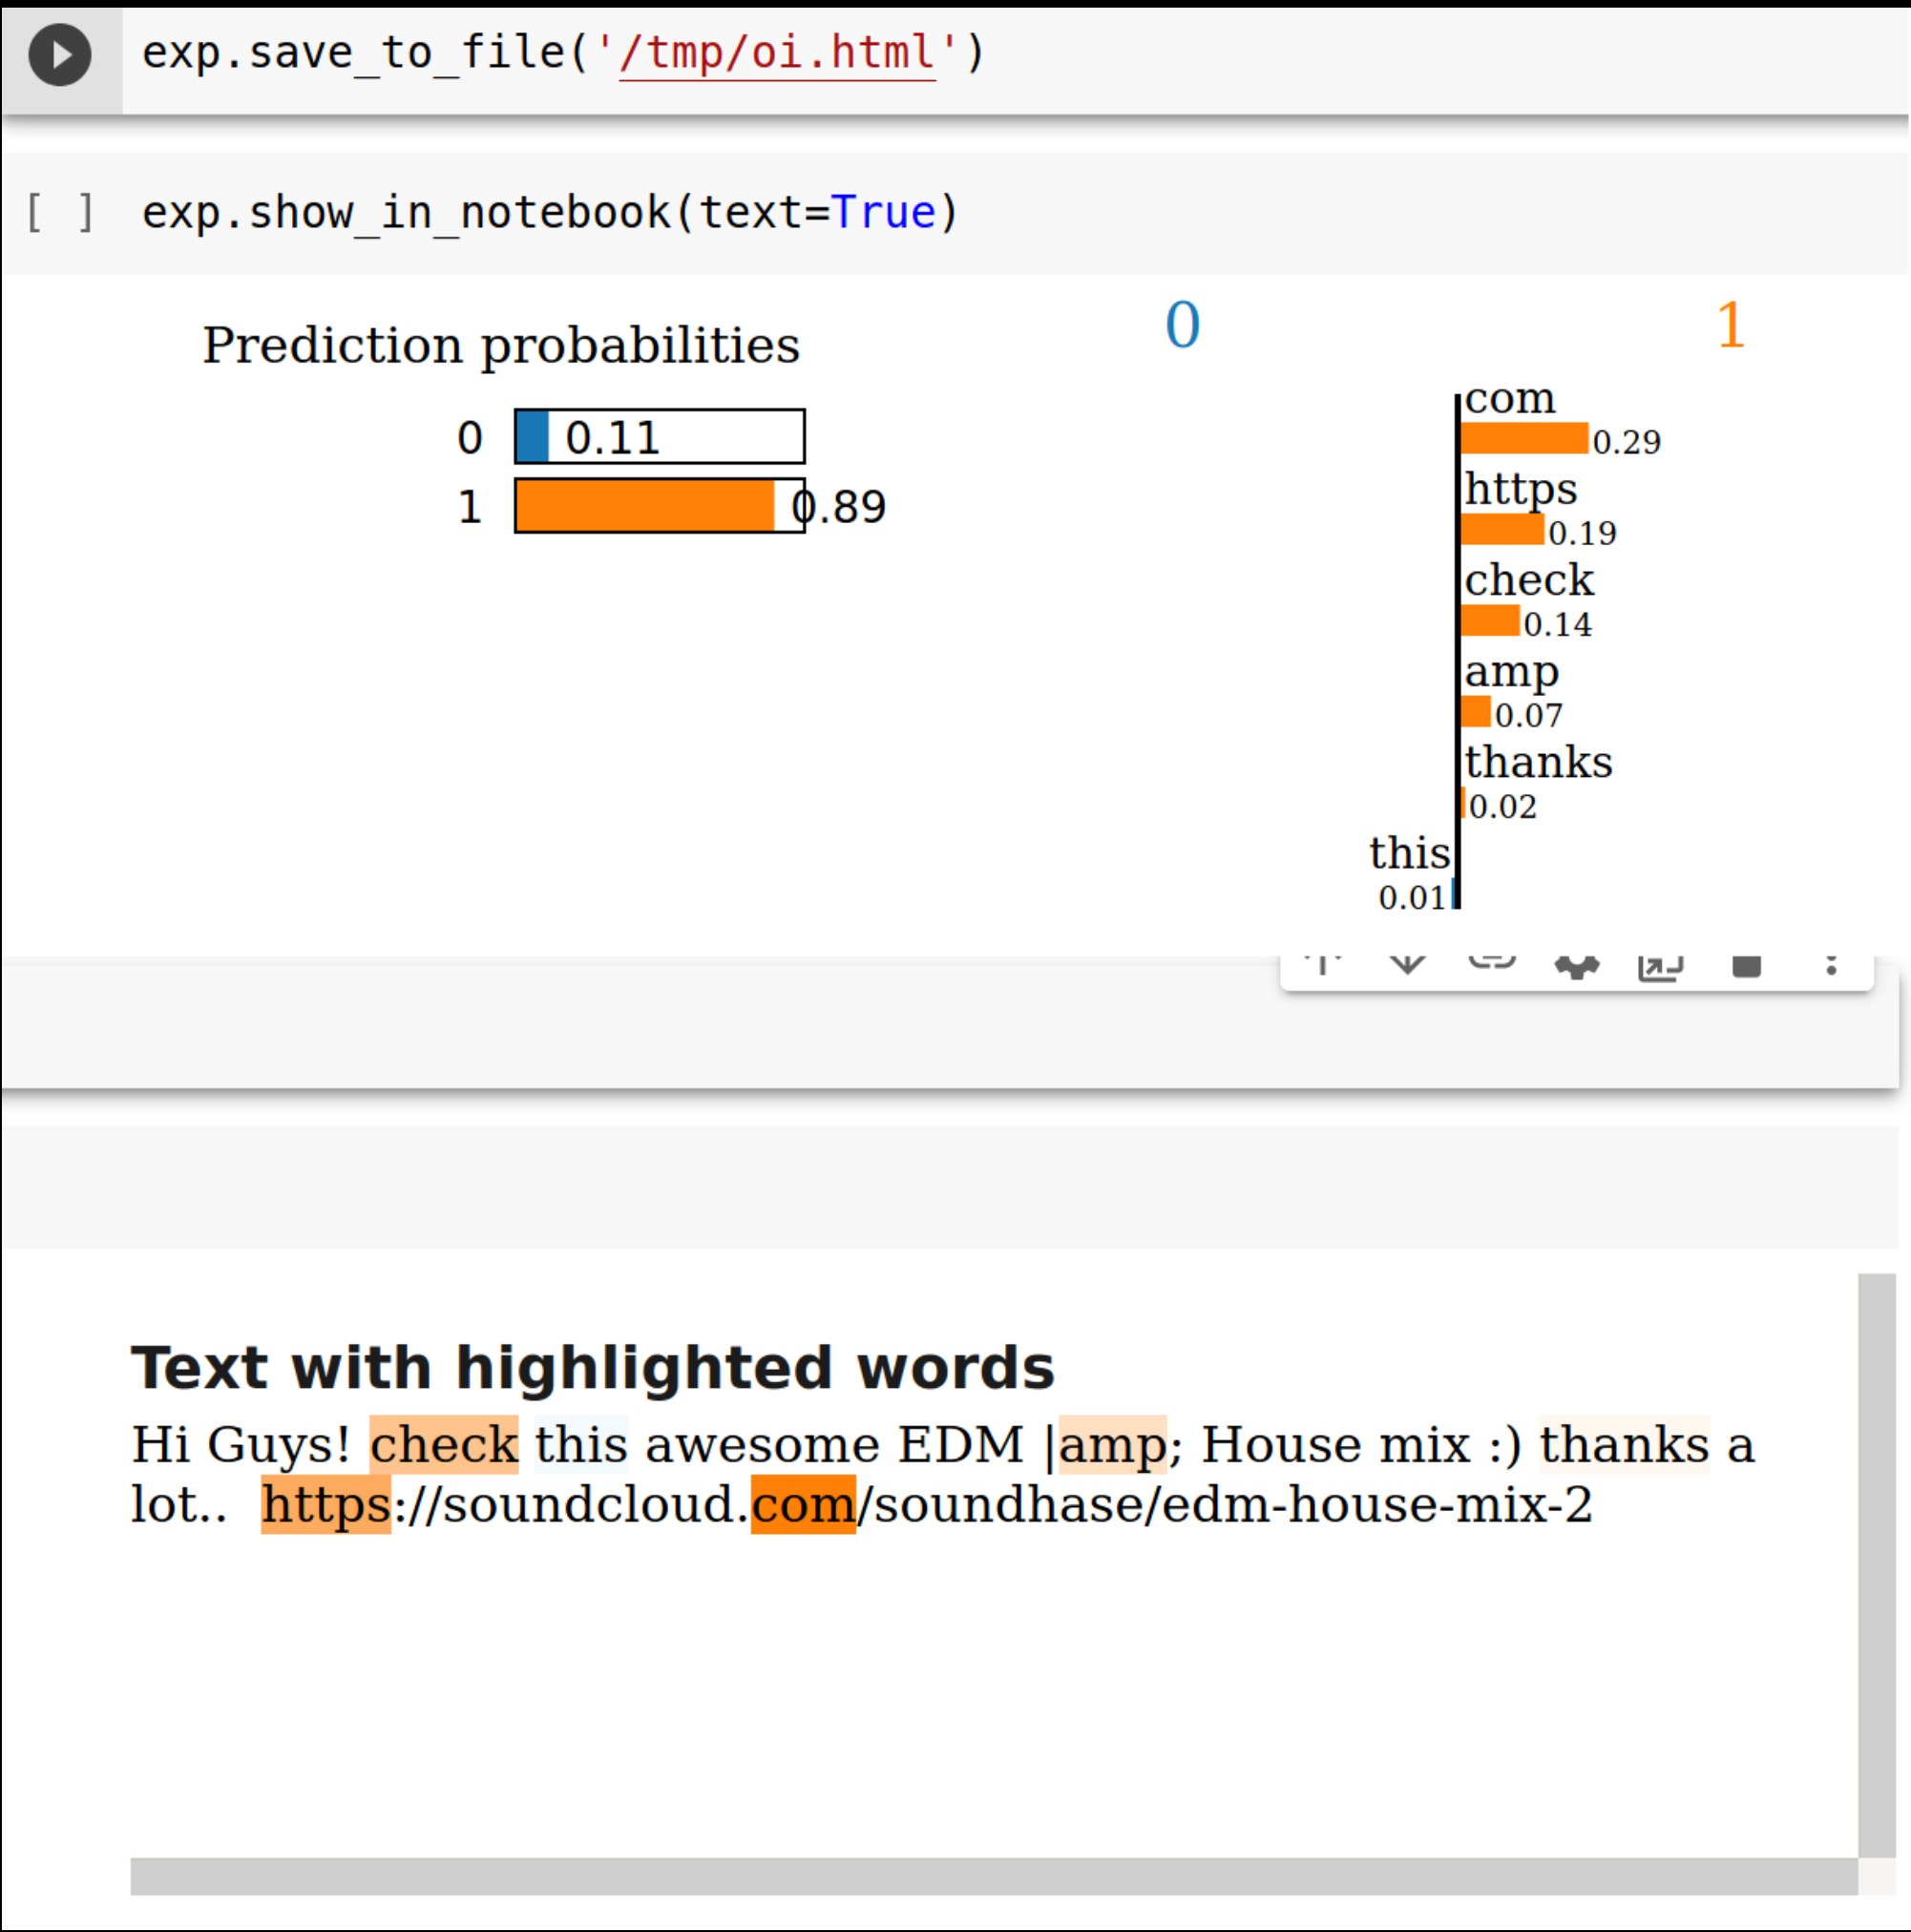 exp.save_to_file('/tmp/oi.html')
[ ] exp.show_in_notebook(text=True)
Prediction probabilities
0 0.11
1 0.89
0 1
com
0.29
https
0.19
check
0.14
amp
0.07
thanks
0.02
this
0.01
Text with highlighted words
Hi Guys! check this awesome EDM |amp; House mix :) thanks a
lot..  https://soundcloud.com/soundhase/edm-house-mix-2